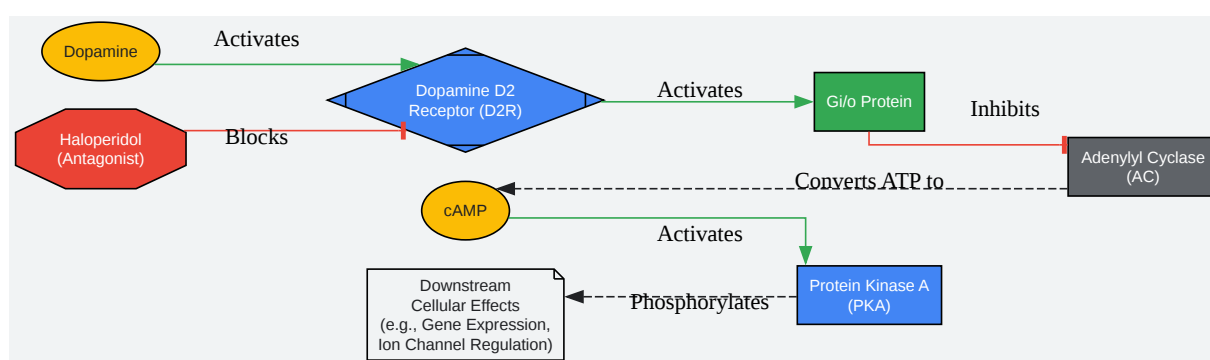 Dopamine
Activates
Dopamine D2
Receptor (D2R)
Haloperidol
(Antagonist)
Blocks
Activates
Gi/o Protein
Inhibits
Adenylyl Cyclase
(AC)
Converts ATP to
cAMP
Activates
Protein Kinase A
(PKA)
Phosphorylates
Downstream
Cellular Effects
(e.g., Gene Expression,
Ion Channel Regulation)